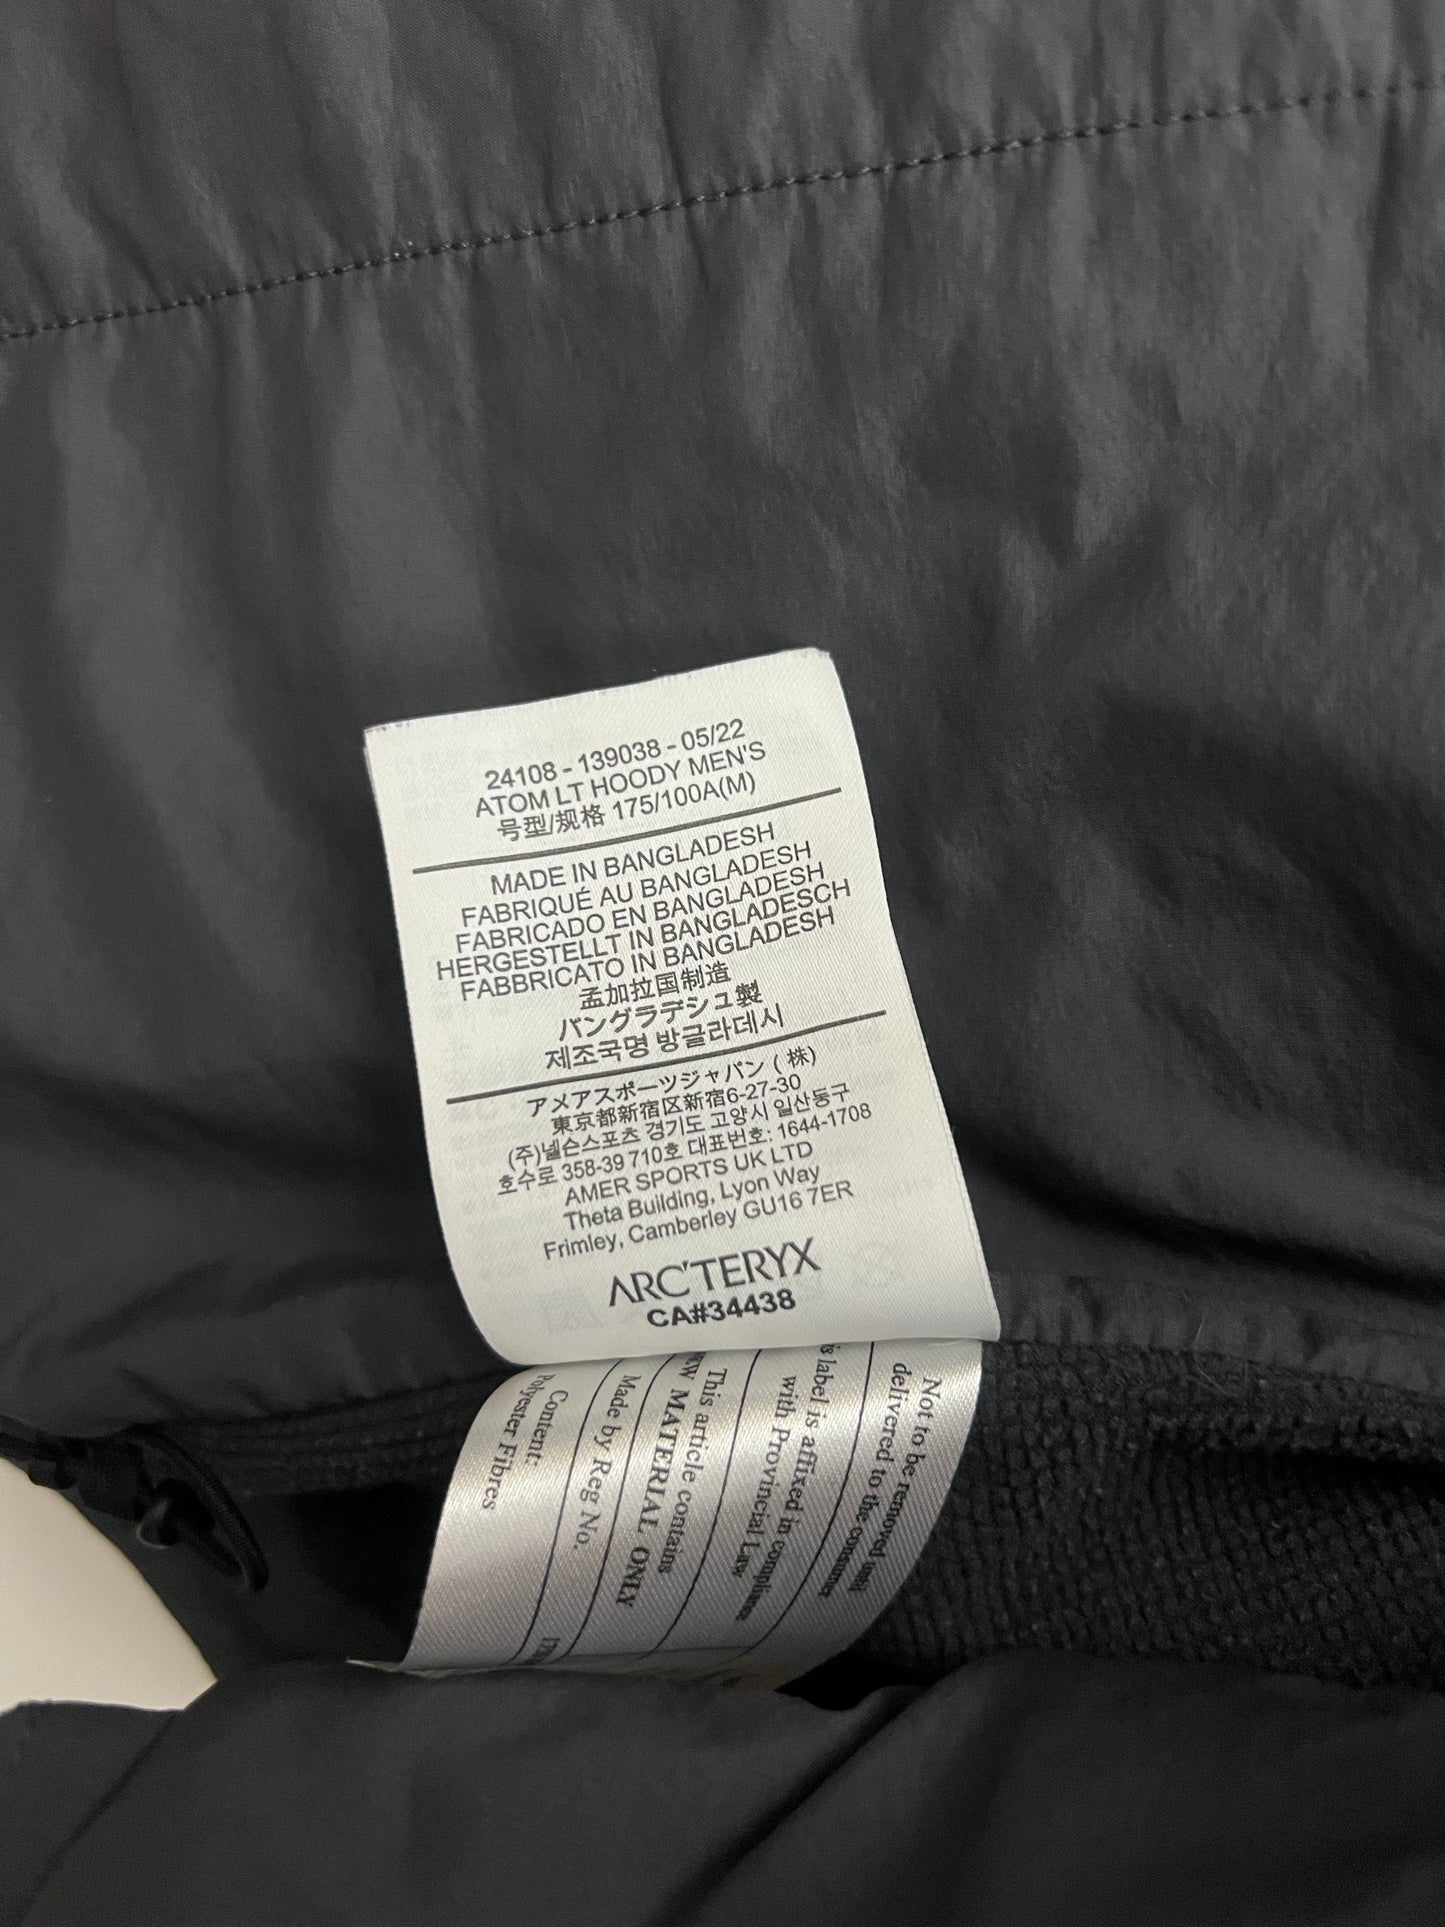 24108 - 139038 - 05/22
ATOM LT HOODY MEN'S
号型/规格 175/100A(M)
MADE IN BANGLADESH
FABRIQUÉ AU BANGLADESH
FABRICADO EN BANGLADESH
HERGESTELLT IN BANGLADESCH
FABBRICATO IN BANGLADESH
孟加拉国制造
バングラデシュ製
제조국명 방글라데시
アメアスポーツジャパン ( 株)
東京都新宿区新宿6-27-30
(주)넬슨스포츠 경기도 고양시 일산동구
호수로 358-39 710호 대표번호: 1644-1708
AMER SPORTS UK LTD
Theta Building, Lyon Way
Frimley, Camberley GU16 7ER
ARC'TERYX
CA#34438
Not to be removed until
delivered to the consumer
is label is affixed in compliance
with Provincial Law
This article contains
MATERIAL ONLY
Made by Reg No.
Content:
Polyester Fibres